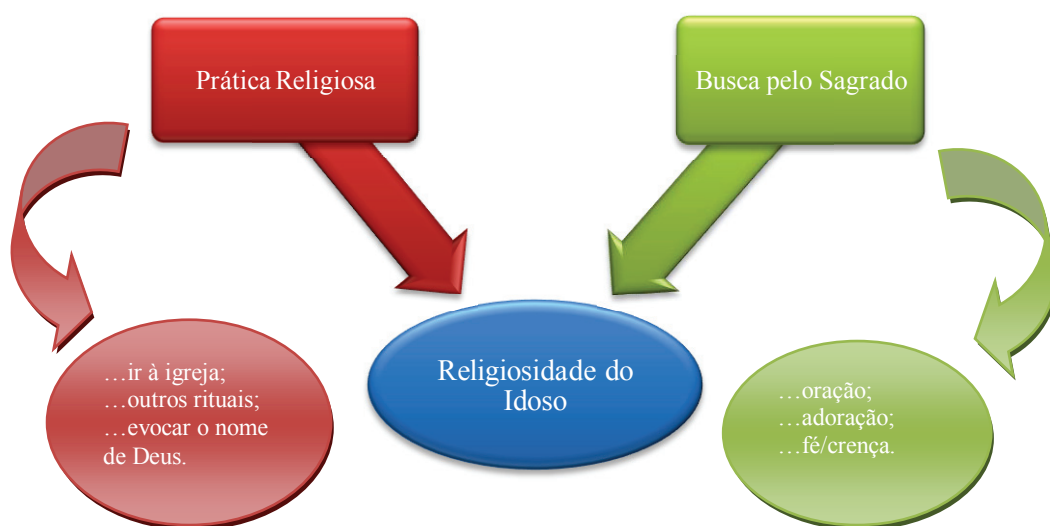 Prática Religiosa
Busca pelo Sagrado
…ir à igreja;
…outros rituais;
…evocar o nome
de Deus.
Religiosidade do
Idoso
…oração;
…adoração;
…fé/crença.